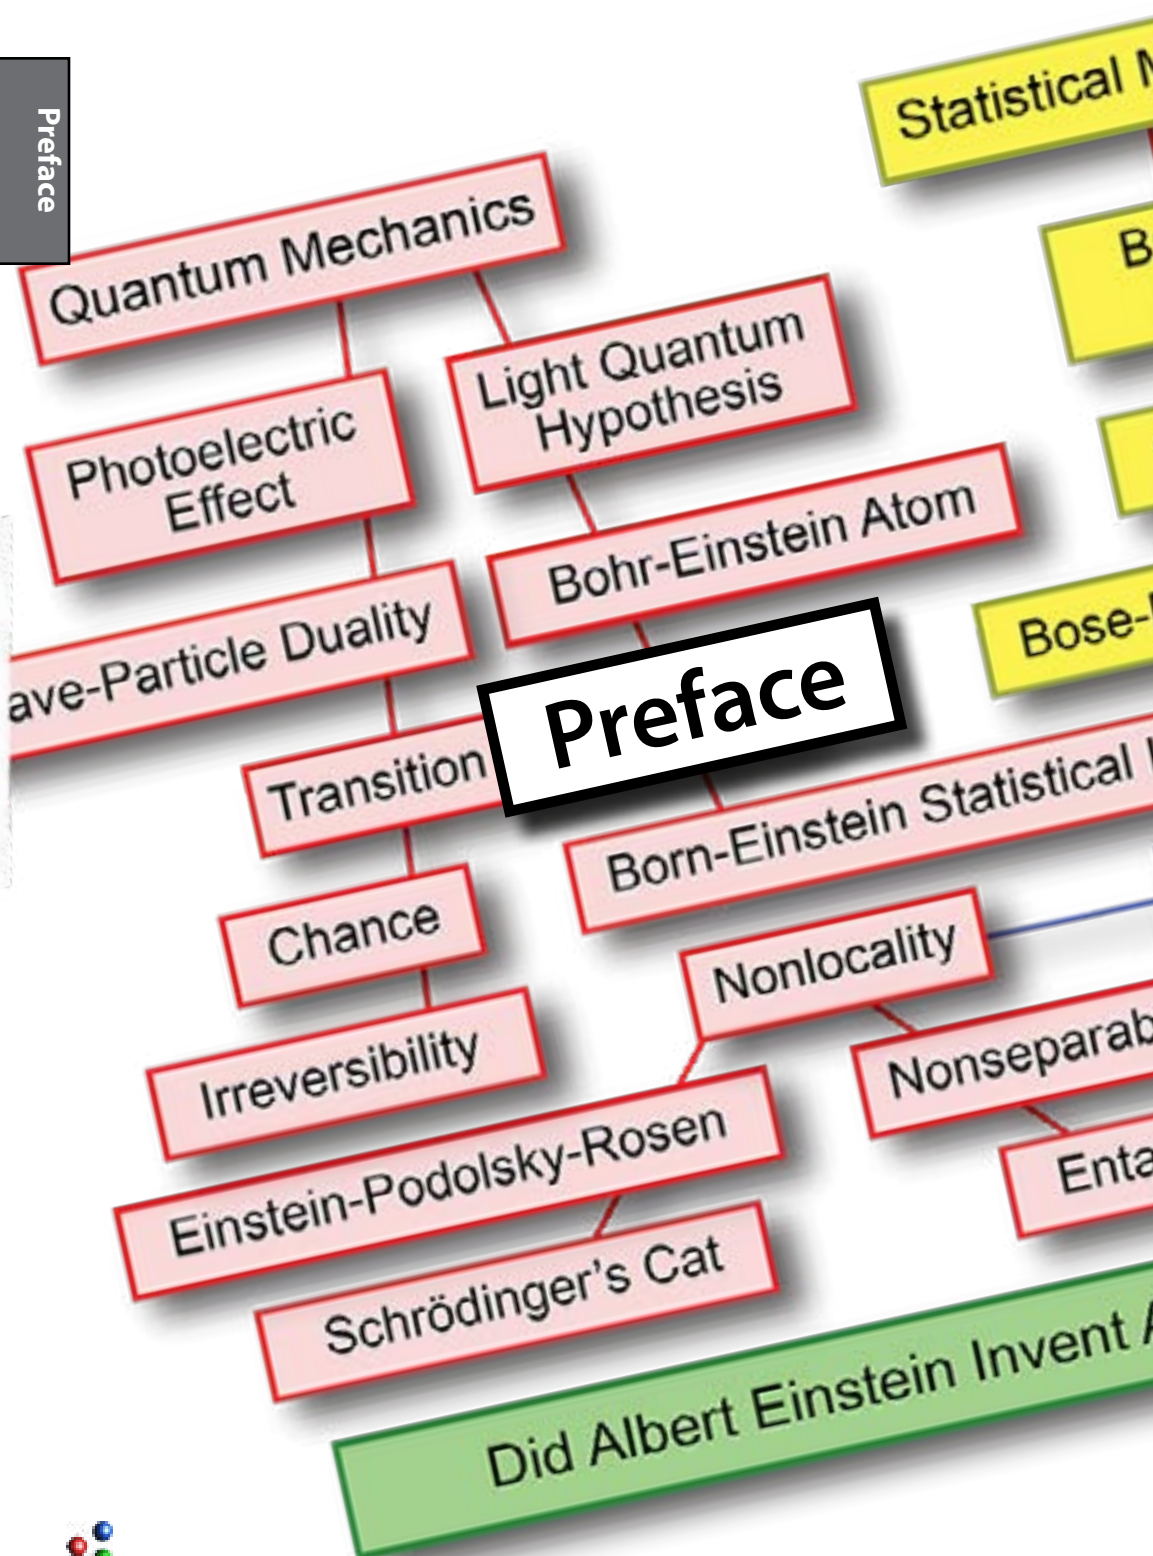 Preface
Statistical
Quantum Mechanics
Light Quantum
Hypothesis
Photoelectric
Effect
Bohr-Einstein Atom
ave-Particle Duality
Bose-
Preface
Transition
Born-Einstein Statistical
Chance
Nonlocality
Nonseparab
Irreversibility
Einstein-Podolsky-Rosen
Enta
Schrödinger’s Cat
Did Albert Einstein Invent